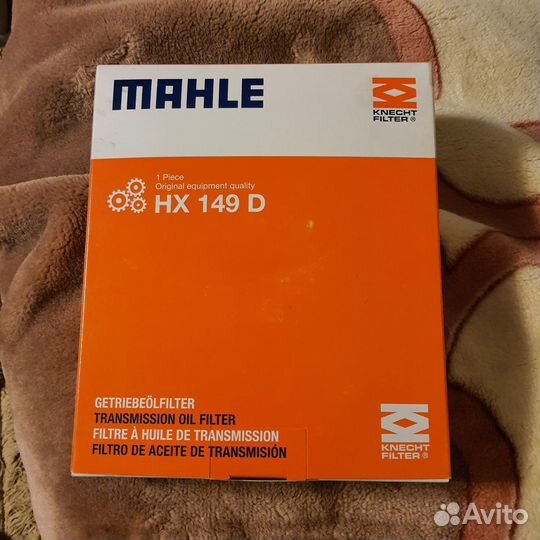 MAHLE
KNECHT
FILTER®
1 Piece
Original equipment quality
HX 149 D
GETRIEBEÖLFILTER
TRANSMISSION OIL FILTER
FILTRE À HUILE DE TRANSMISSION
FILTRO DE ACEITE DE TRANSMISIÓN
KNECHT
FILTER®
Avito